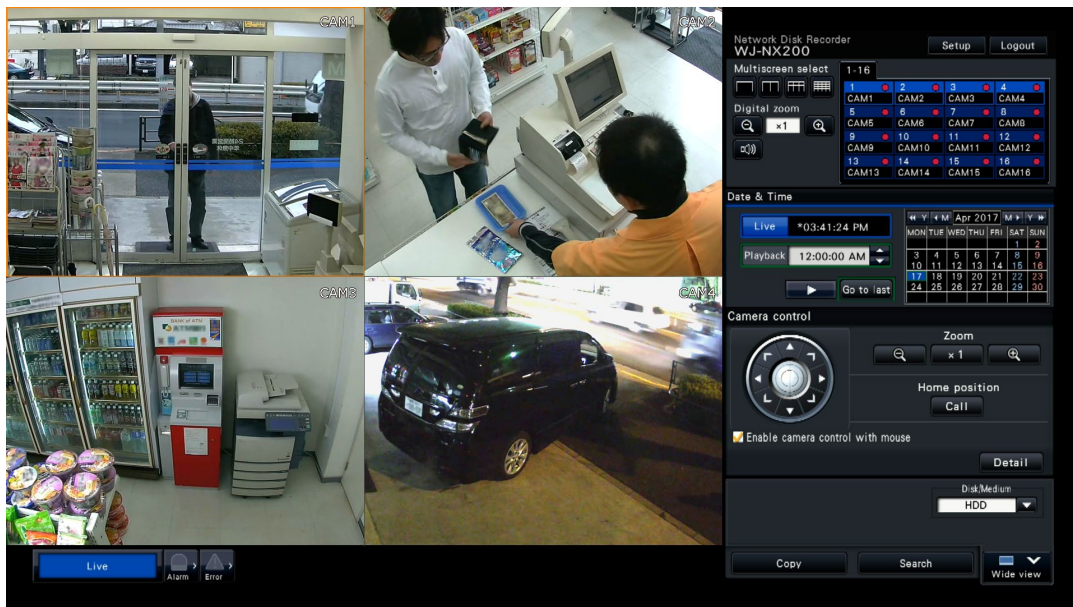 CAM1
CAM2
CAM3
BANK of ATM
CAM4
Network Disk Recorder
WJ-NX200
Setup
Logout
Multiscreen select
Digital zoom
×1
1-16
1 2 3 4
CAM1 CAM2 CAM3 CAM4
5 6 7 8
CAM5 CAM6 CAM7 CAM8
9 10 11 12
CAM9 CAM10 CAM11 CAM12
13 14 15 16
CAM13 CAM14 CAM15 CAM16
Date & Time
Live *03:41:24 PM
Playback 12:00:00 AM
Go to last
Y M Apr 2017 M Y
MON TUE WED THU FRI SAT SUN
1 2
3 4 5 6 7 8 9
10 11 12 13 14 15 16
17 18 19 20 21 22 23
24 25 26 27 28 29 30
Camera control
Zoom
×1
Home position
Call
Enable camera control with mouse
Detail
Disk/Medium
HDD
Live
Alarm
Error
Copy
Search
Wide view